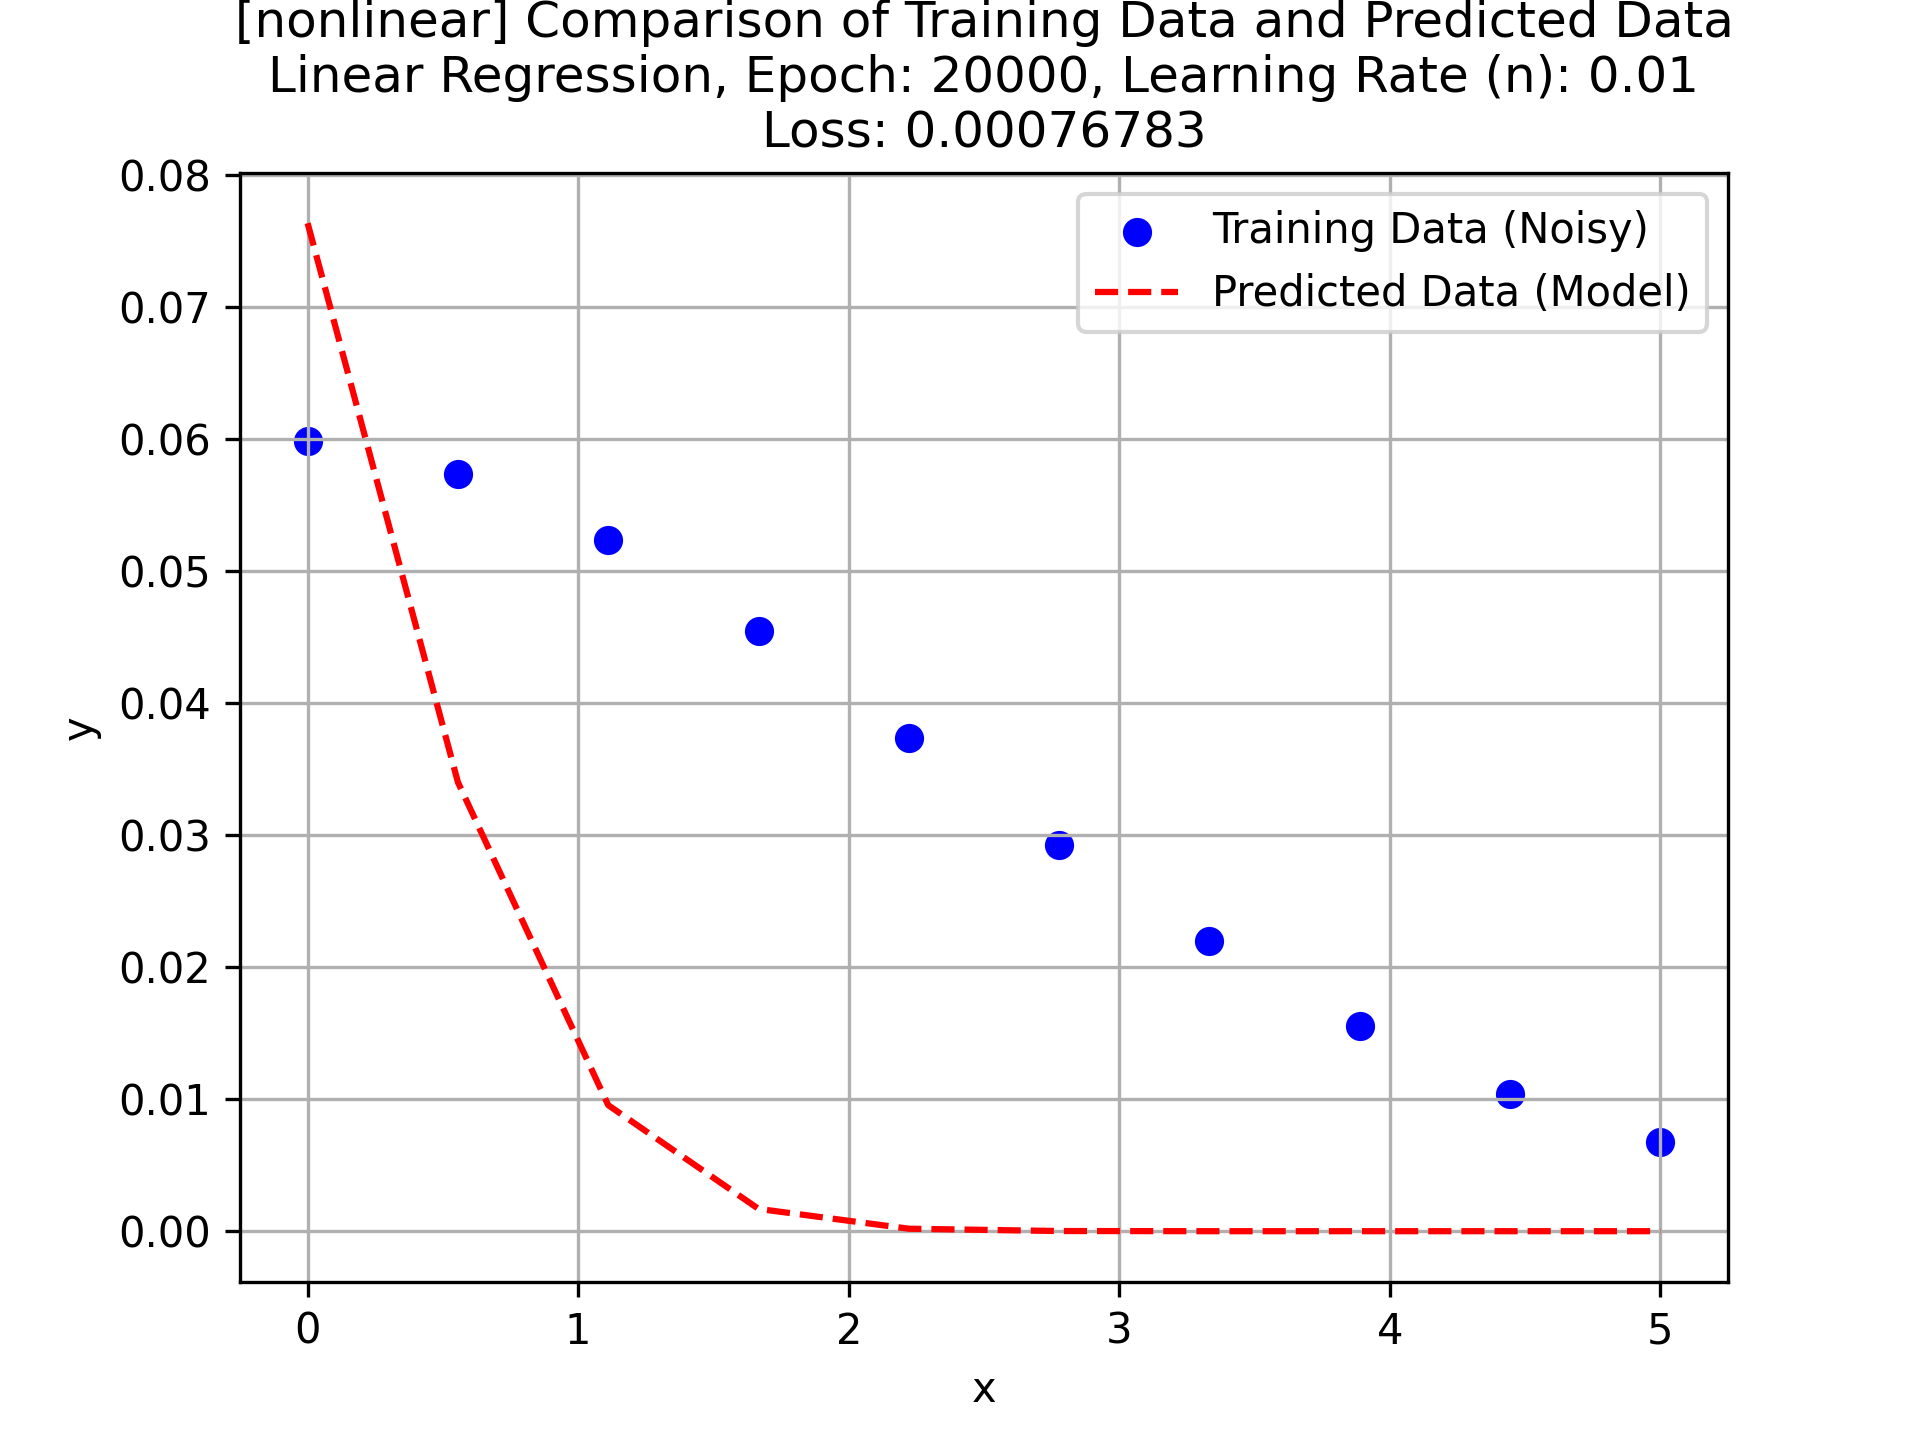 [nonlinear] Comparison of Training Data and Predicted Data
Linear Regression, Epoch: 20000, Learning Rate (n): 0.01
Loss: 0.00076783
Training Data (Noisy)
Predicted Data (Model)
0.08
0.07
0.06
0.05
0.04
0.03
0.02
0.01
0.00
y
0 1 2 3 4 5
x